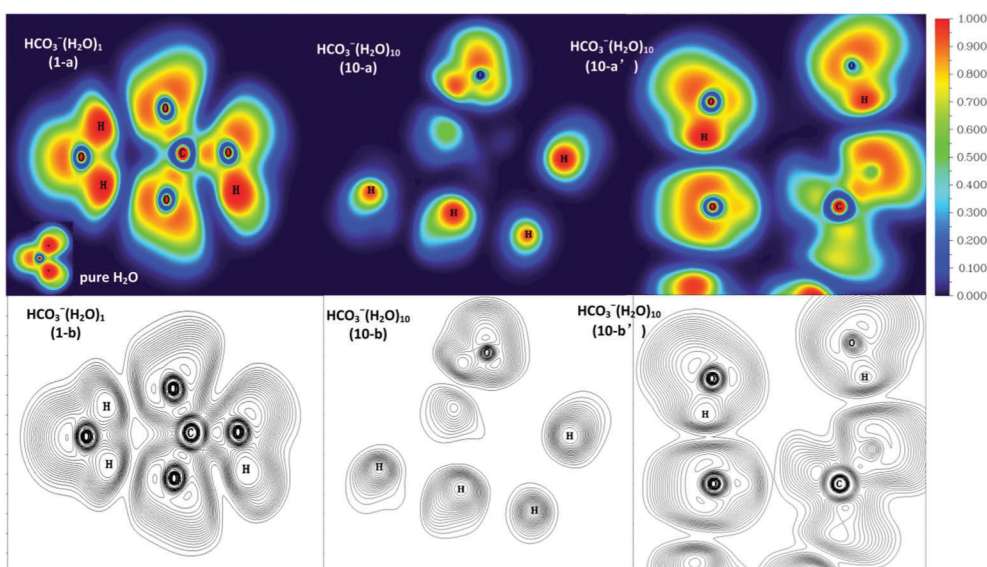 HCO₃⁻(H₂O)₁
(1-a)
H
O
H
O
C
O
O
H
pure H₂O
HCO₃⁻(H₂O)₁₀
(10-a)
O
H
H
H
H
HCO₃⁻(H₂O)₁₀
(10-a’)
O
H
O
O
H
C
1.000
0.900
0.800
0.700
0.600
0.500
0.400
0.300
0.200
0.100
0.000
HCO₃⁻(H₂O)₁
(1-b)
H
H
C
H
HCO₃⁻(H₂O)₁₀
(10-b)
O
H
H
H
H
HCO₃⁻(H₂O)₁₀
(10-b’)
O
H
O
H
O
C